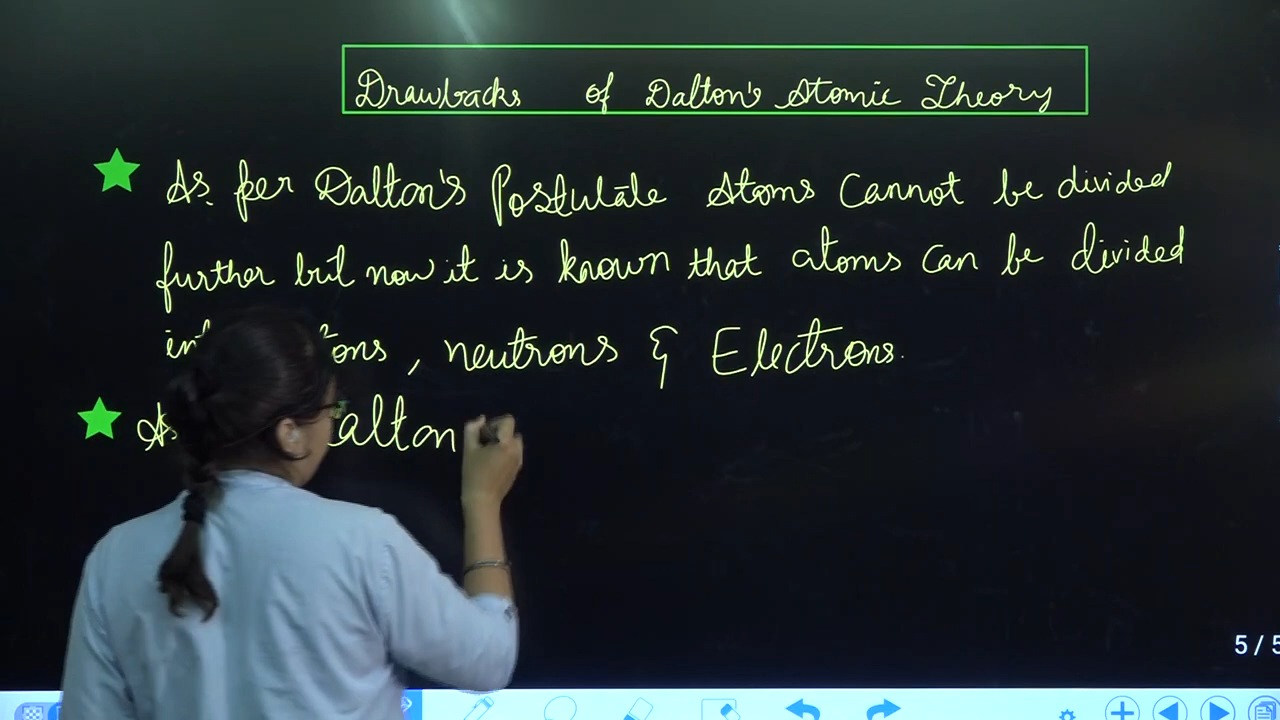 Drawbacks of Dalton's Atomic Theory
As per Dalton's Postulate Atoms Cannot be divided
further but now it is known that atoms can be divided
, neutrons & Electrons.
As
5 / 5